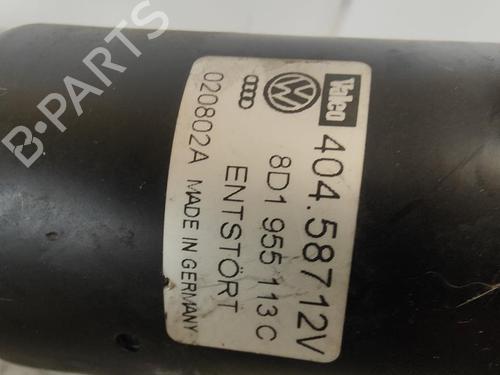 Valeo
404.587 12V
8D1 955 113 C
ENTSTÖRT
020802A MADE IN GERMANY
B-PARTS